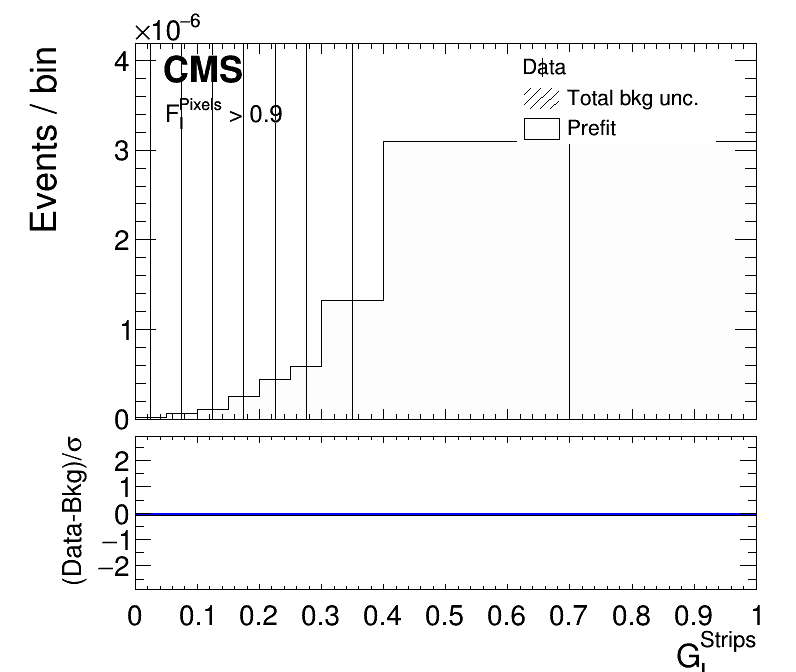 ×10⁻⁶
CMS
F_i^Pixels > 0.9
Data
Total bkg unc.
Prefit
Events / bin
4
3
2
1
0
(Data-Bkg)/σ
2
1
0
−1
−2
0 0.1 0.2 0.3 0.4 0.5 0.6 0.7 0.8 0.9 1
G_i^Strips